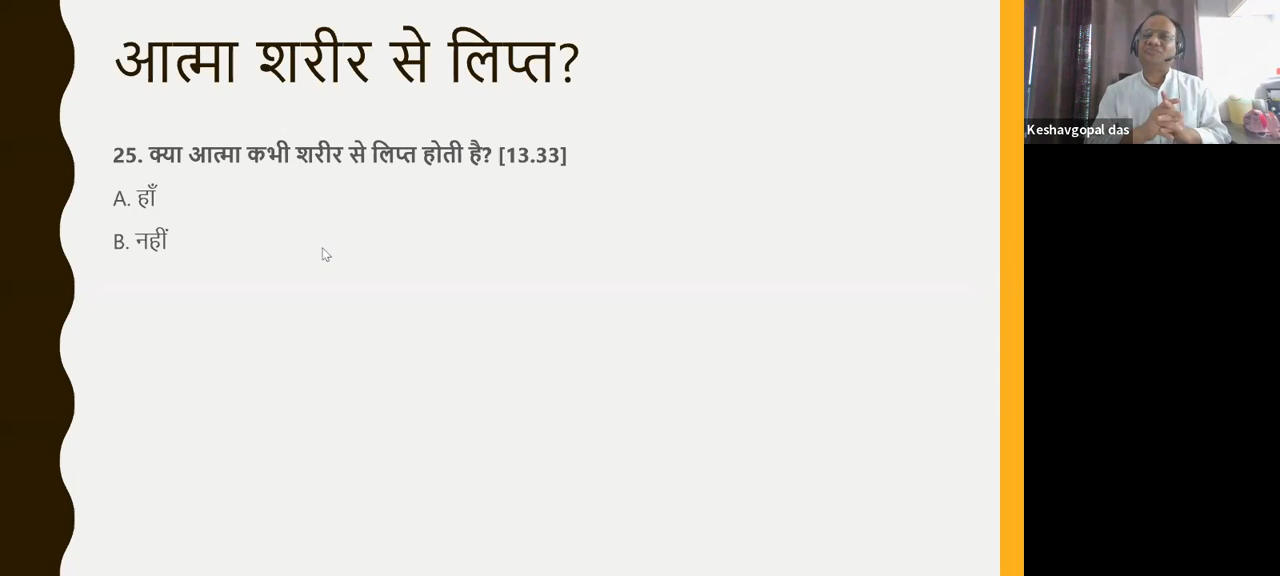 आत्मा शरीर से लिप्त?
25. क्या आत्मा कभी शरीर से लिप्त होती है? [13.33]
A. हाँ
B. नहीं
Keshavgopal das